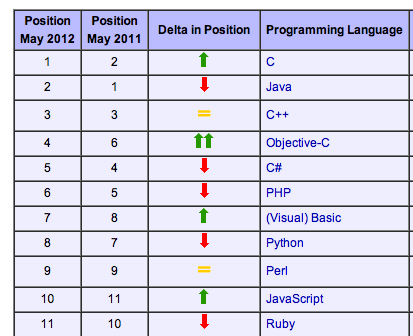 Position May 2012 Position May 2011 Delta in Position Programming Language
1 2 C
2 1 Java
3 3 = C++
4 6 Objective-C
5 4 C#
6 5 PHP
7 8 (Visual) Basic
8 7 Python
9 9 = Perl
10 11 JavaScript
11 10 Ruby